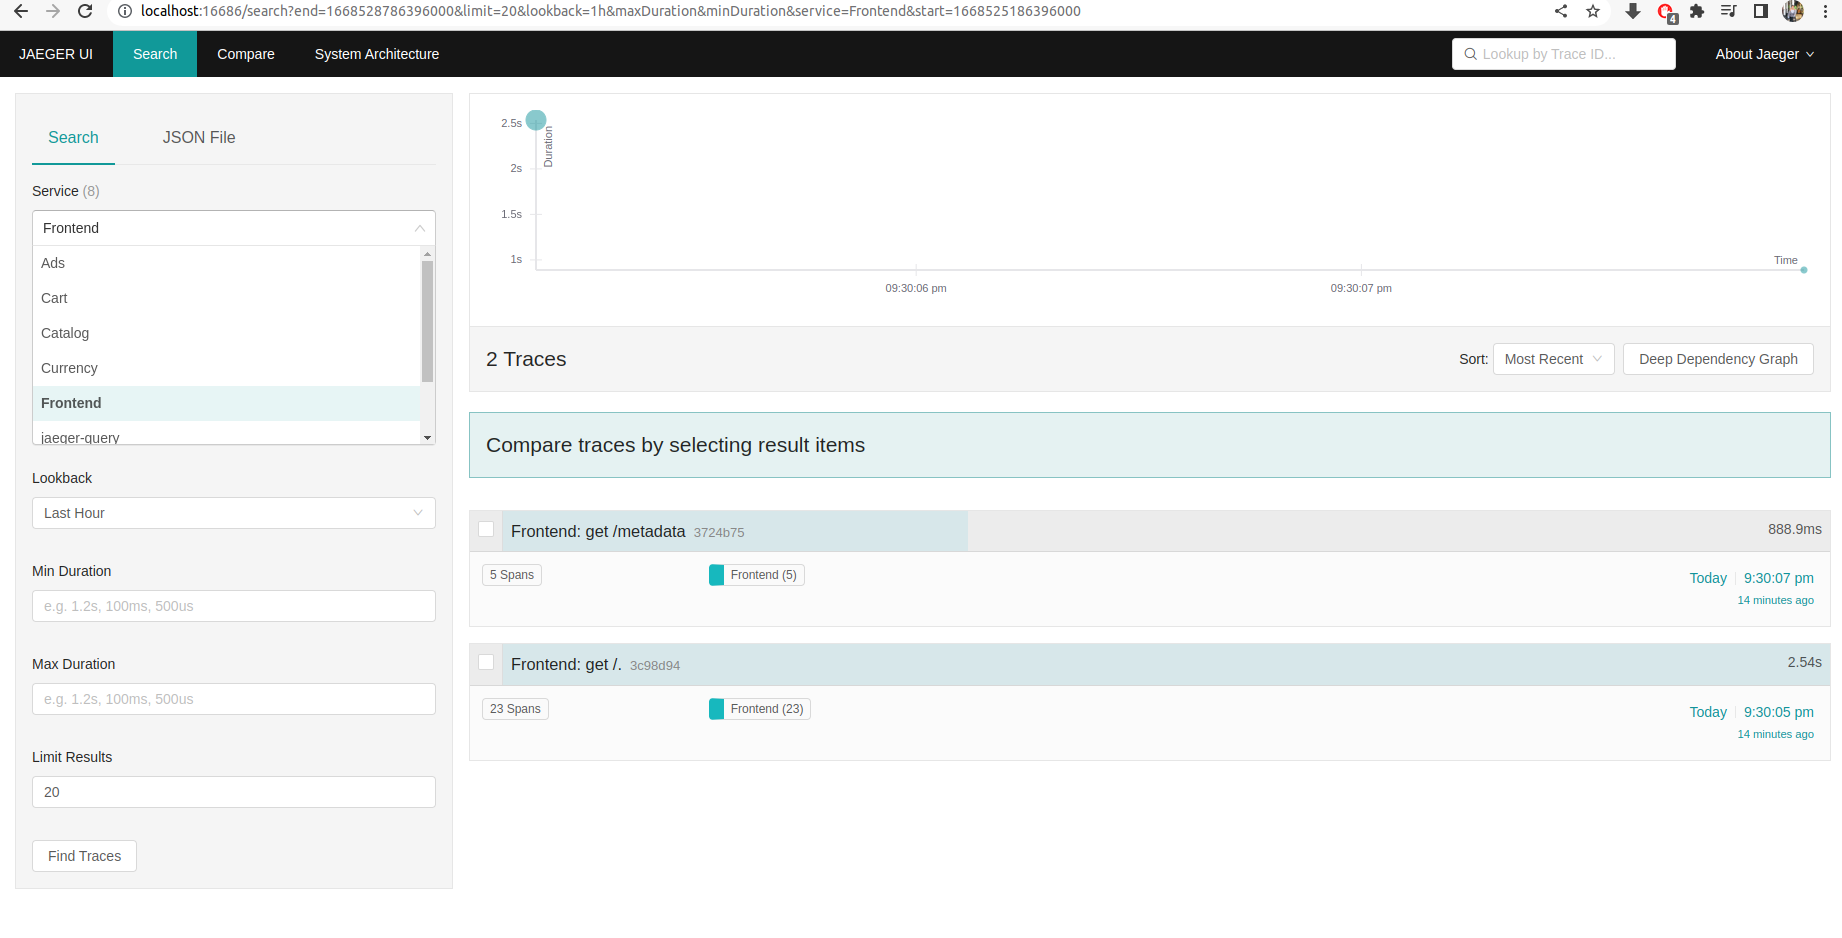 localhost:16686/search?end=1668528786396000&limit=20&lookback=1h&maxDuration&minDuration&service=Frontend&start=1668525186396000
4
JAEGER UI Search Compare System Architecture Lookup by Trace ID... About Jaeger
Search JSON File
Service (8)
Frontend
Ads
Cart
Catalog
Currency
Frontend
jaeger-query
Lookback
Last Hour
Min Duration
e.g. 1.2s, 100ms, 500us
Max Duration
e.g. 1.2s, 100ms, 500us
Limit Results
20
Find Traces
2.5s
Duration
2s
1.5s
1s
Time
09:30:06 pm 09:30:07 pm
2 Traces Sort: Most Recent Deep Dependency Graph
Compare traces by selecting result items
Frontend: get /metadata 3724b75 888.9ms
5 Spans Frontend (5) Today 9:30:07 pm
14 minutes ago
Frontend: get /. 3c98d94 2.54s
23 Spans Frontend (23) Today 9:30:05 pm
14 minutes ago